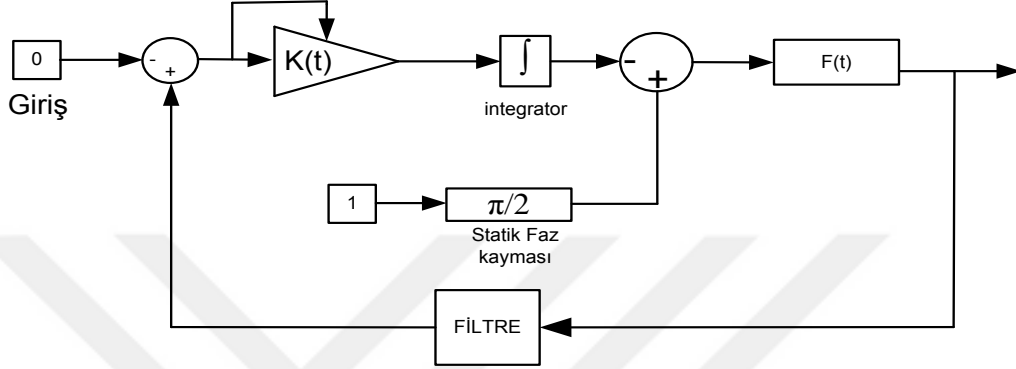 0
-
+
K(t)
∫
-
+
F(t)
Giriş
integrator
1
π/2
Statik Faz
kayması
FİLTRE